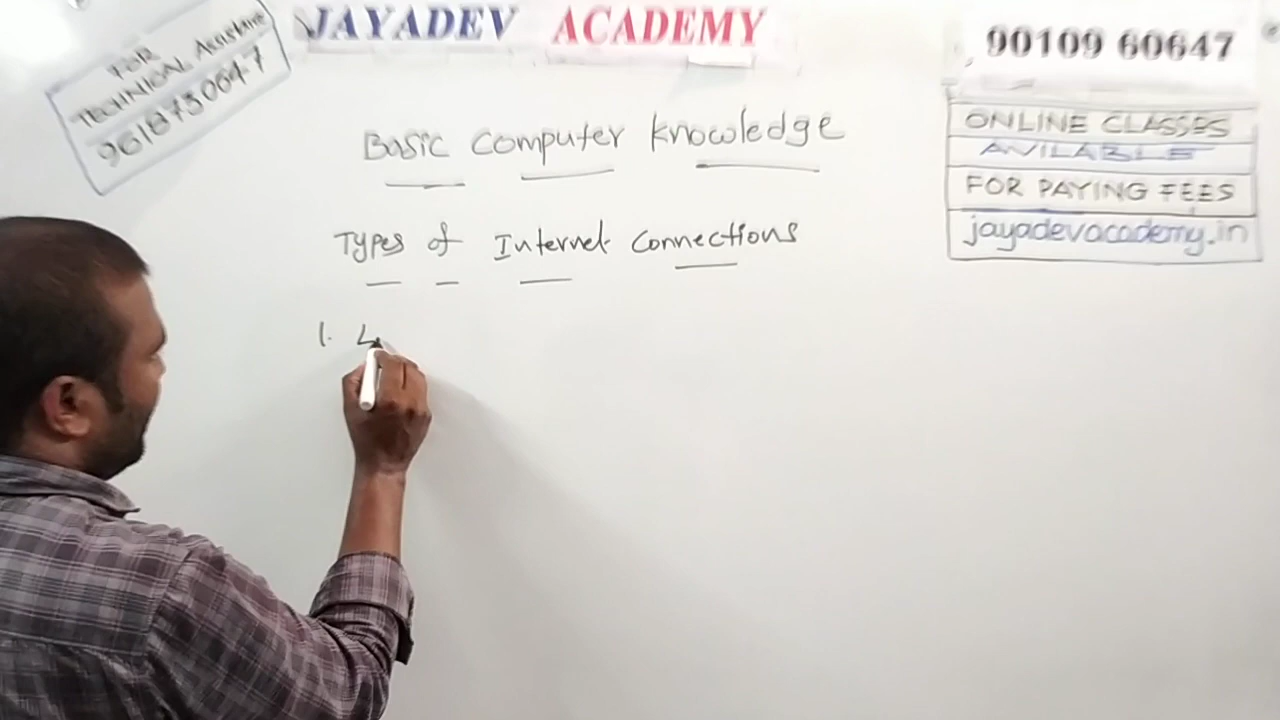 FOR
TECHNICAL Assistance
9618730647
JAYADEV ACADEMY
90109 60647
ONLINE CLASSES
AVILABLE
FOR PAYING FEES
jayadevacademy.in
Basic Computer knowledge
Types of Internet Connections
1. L